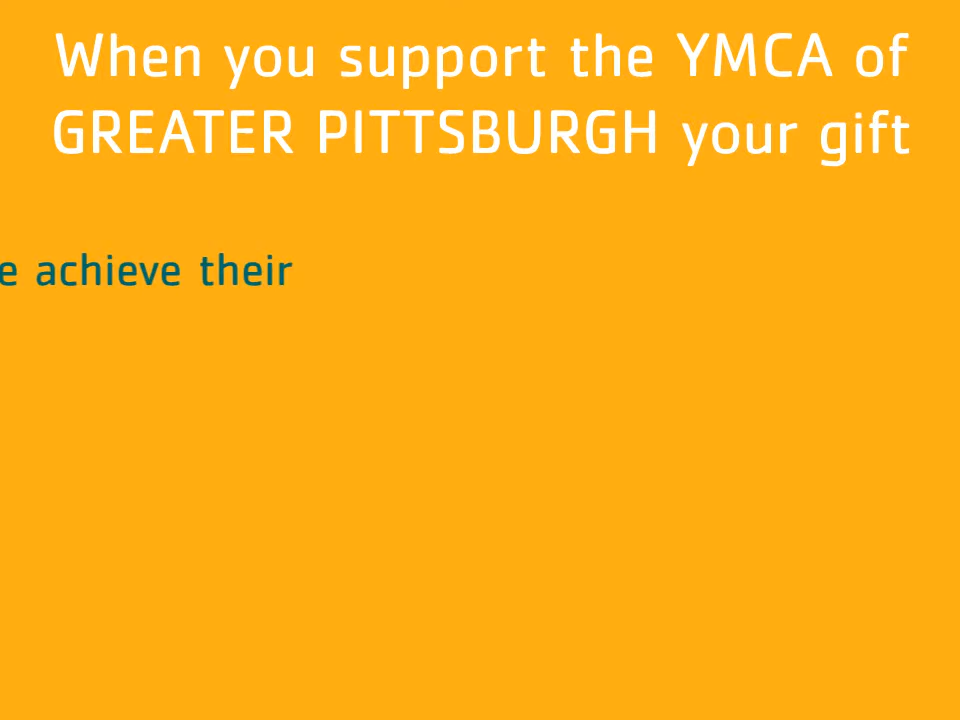 When you support the YMCA of
GREATER PITTSBURGH your gift
e achieve their